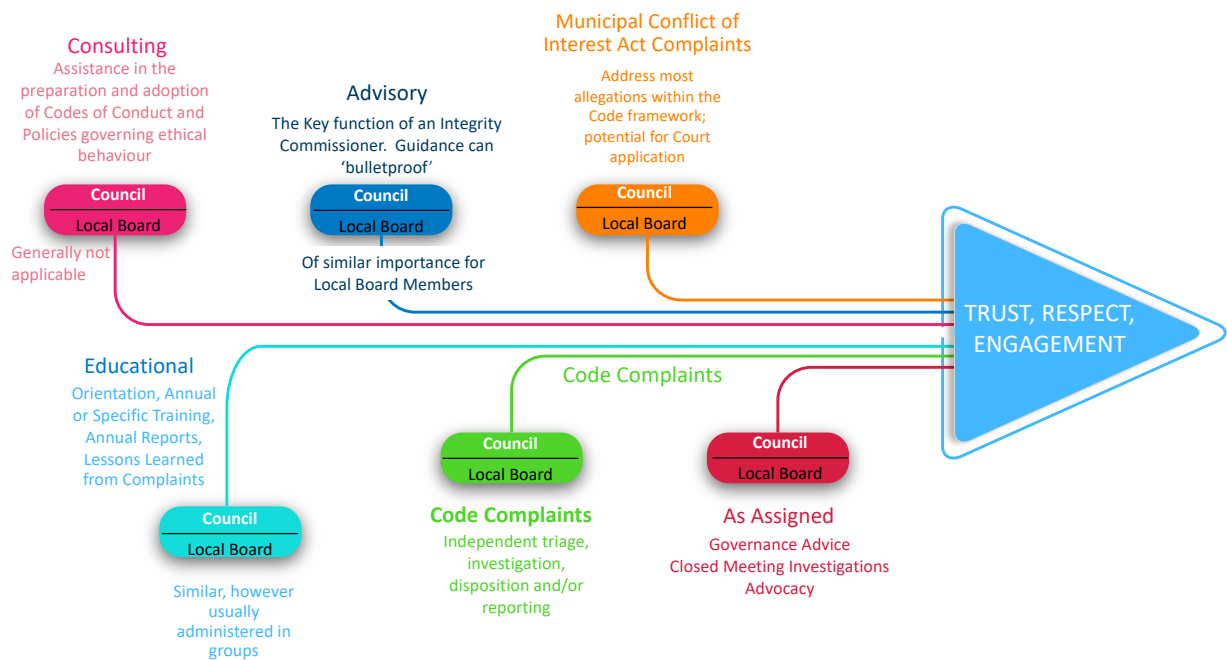 Consulting
Assistance in the
preparation and adoption
of Codes of Conduct and
Policies governing ethical
behaviour
Council
Local Board
Generally not
applicable
Advisory
The Key function of an Integrity
Commissioner.  Guidance can
‘bulletproof’
Council
Local Board
Of similar importance for
Local Board Members
Municipal Conflict of
Interest Act Complaints
Address most
allegations within the
Code framework;
potential for Court
application
Council
Local Board
TRUST, RESPECT,
ENGAGEMENT
Educational
Orientation, Annual
or Specific Training,
Annual Reports,
Lessons Learned
from Complaints
Council
Local Board
Similar, however
usually
administered in
groups
Code Complaints
Council
Local Board
Code Complaints
Independent triage,
investigation,
disposition and/or
reporting
Council
Local Board
As Assigned
Governance Advice
Closed Meeting Investigations
Advocacy